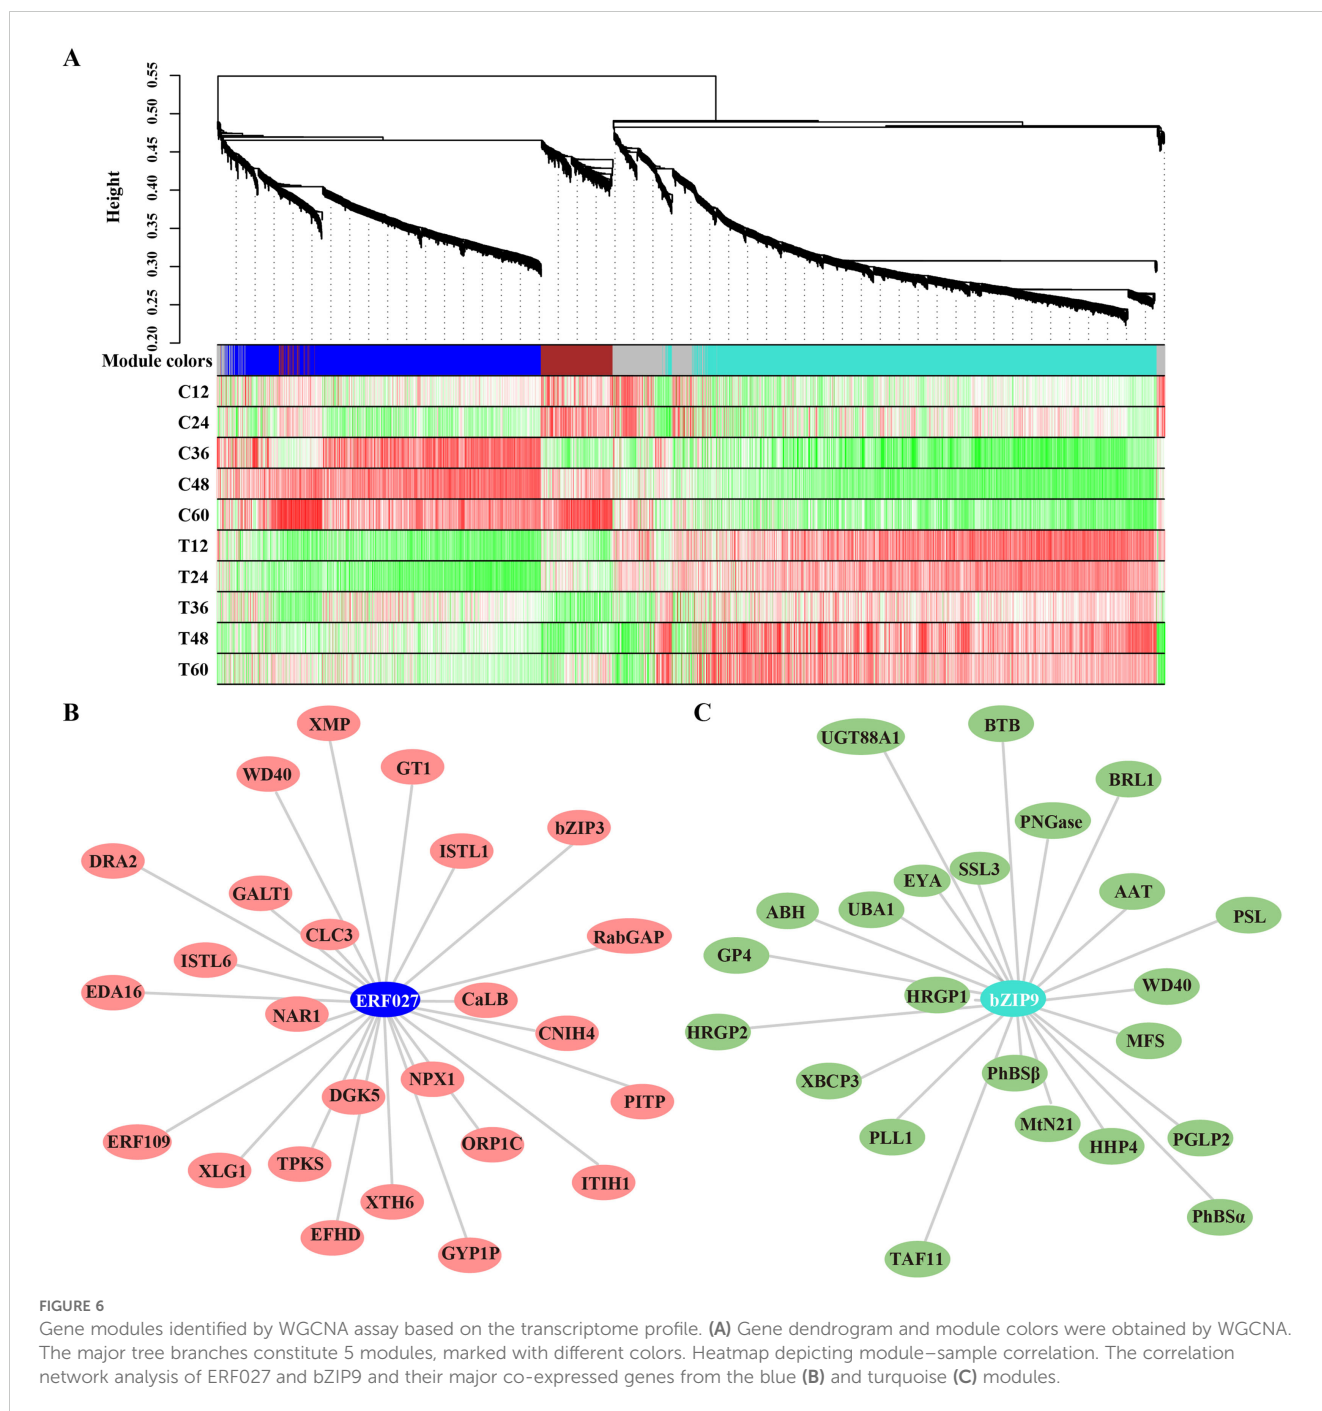 A
Height
0.55
0.50
0.45
0.40
0.35
0.30
0.25
0.20
Module colors
C12
C24
C36
C48
C60
T12
T24
T36
T48
T60
B
XMP
WD40
GT1
bZIP3
ISTL1
DRA2
GALT1
CLC3
RabGAP
ISTL6
EDA16
ERF027
CaLB
NAR1
CNIH4
NPX1
DGK5
PITP
ERF109
ORP1C
XLG1
TPKS
ITIH1
XTH6
EFHD
GYP1P
C
UGT88A1
BTB
BRL1
PNGase
SSL3
EYA
AAT
ABH
UBA1
PSL
GP4
HRGP1
bZIP9
WD40
HRGP2
MFS
XBCP3
PhBSβ
MtN21
PLL1
HHP4
PGLP2
PhBSα
TAF11
FIGURE 6
Gene modules identified by WGCNA assay based on the transcriptome profile. (A) Gene dendrogram and module colors were obtained by WGCNA.
The major tree branches constitute 5 modules, marked with different colors. Heatmap depicting module–sample correlation. The correlation
network analysis of ERF027 and bZIP9 and their major co-expressed genes from the blue (B) and turquoise (C) modules.